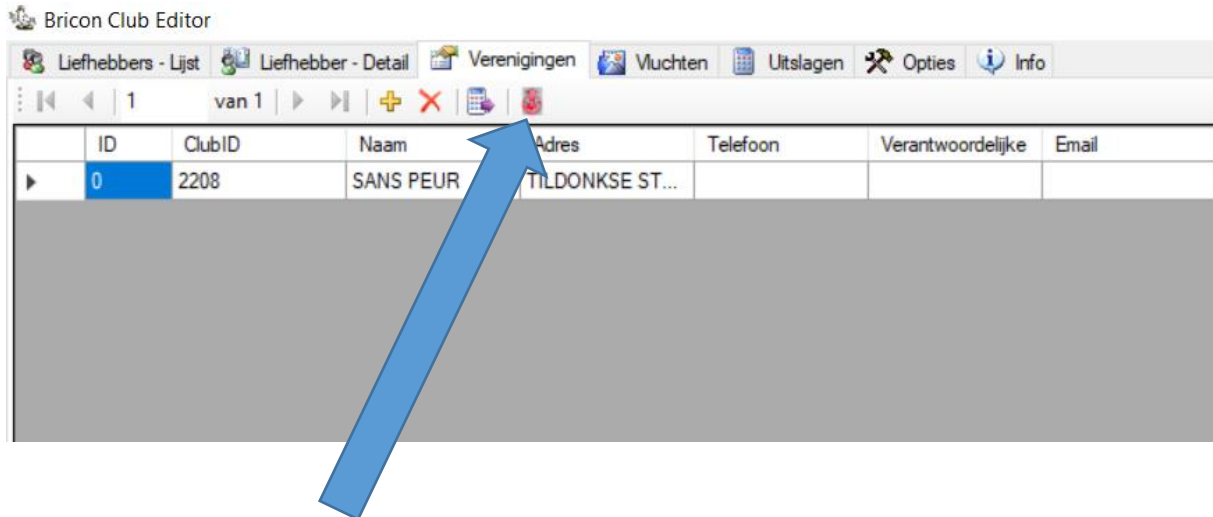 Bricon Club Editor
Liefhebbers - Lijst Liefhebber - Detail Verenigingen Vluchten Uitslagen Opties Info
1 van 1
ID ClubID Naam Adres Telefoon Verantwoordelijke Email
0 2208 SANS PEUR TILDONKSE ST...